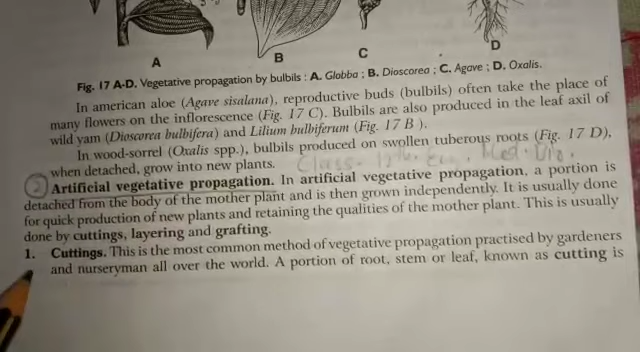 A
B
C
D
Fig. 17 A-D. Vegetative propagation by bulbils : A. Globba ; B. Dioscorea ; C. Agave ; D. Oxalis.
In american aloe (Agave sisalana), reproductive buds (bulbils) often take the place of
many flowers on the inflorescence (Fig. 17 C). Bulbils are also produced in the leaf axil of
wild yam (Dioscorea bulbifera) and Lilium bulbiferum (Fig. 17 B ).
In wood-sorrel (Oxalis spp.), bulbils produced on swollen tuberous roots (Fig. 17 D),
when detached, grow into new plants.
Class-
2 Artificial vegetative propagation. In artificial vegetative propagation, a portion is
detached from the body of the mother plant and is then grown independently. It is usually done
for quick production of new plants and retaining the qualities of the mother plant. This is usually
done by cuttings, layering and grafting.
1. Cuttings. This is the most common method of vegetative propagation practised by gardeners
and nurseryman all over the world. A portion of root, stem or leaf, known as cutting is